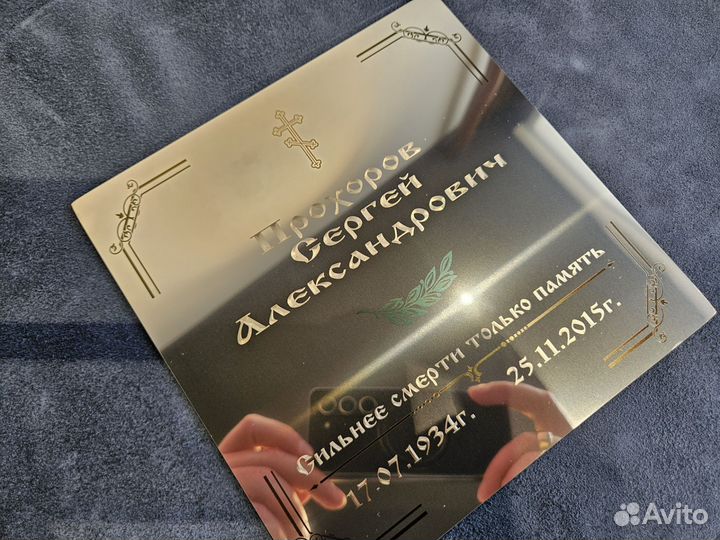 Прохоров
Сергей
Александрович
Сильнее смерти только память
17.07.1934г. 25.11.2015г.
Avito